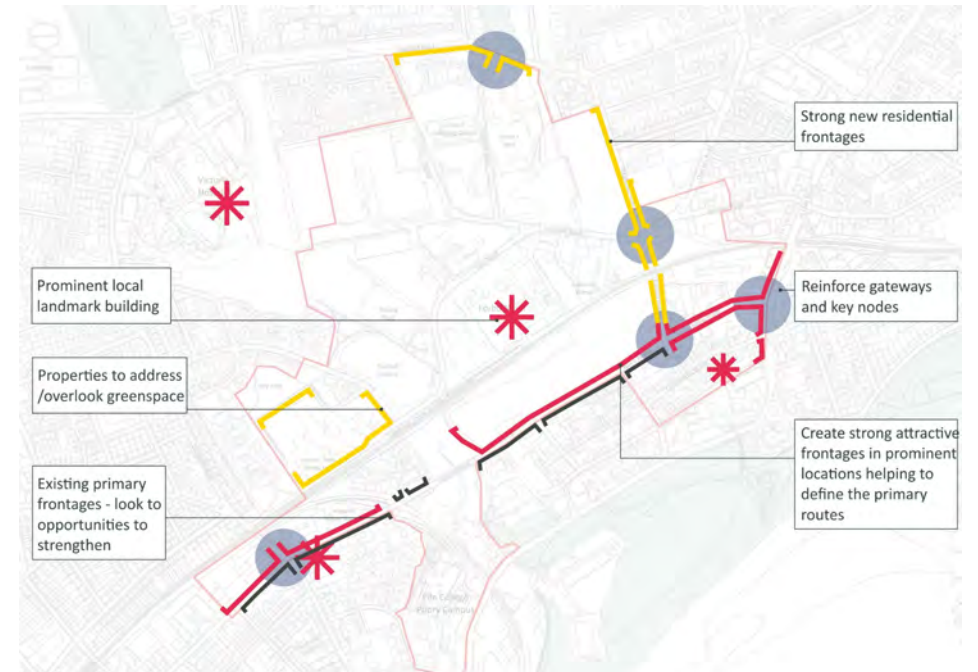 Strong new residential
frontages
Prominent local
landmark building
Reinforce gateways
and key nodes
Properties to address
/overlook greenspace
Create strong attractive
frontages in prominent
locations helping to
define the primary
routes
Existing primary
frontages - look to
opportunities to
strengthen